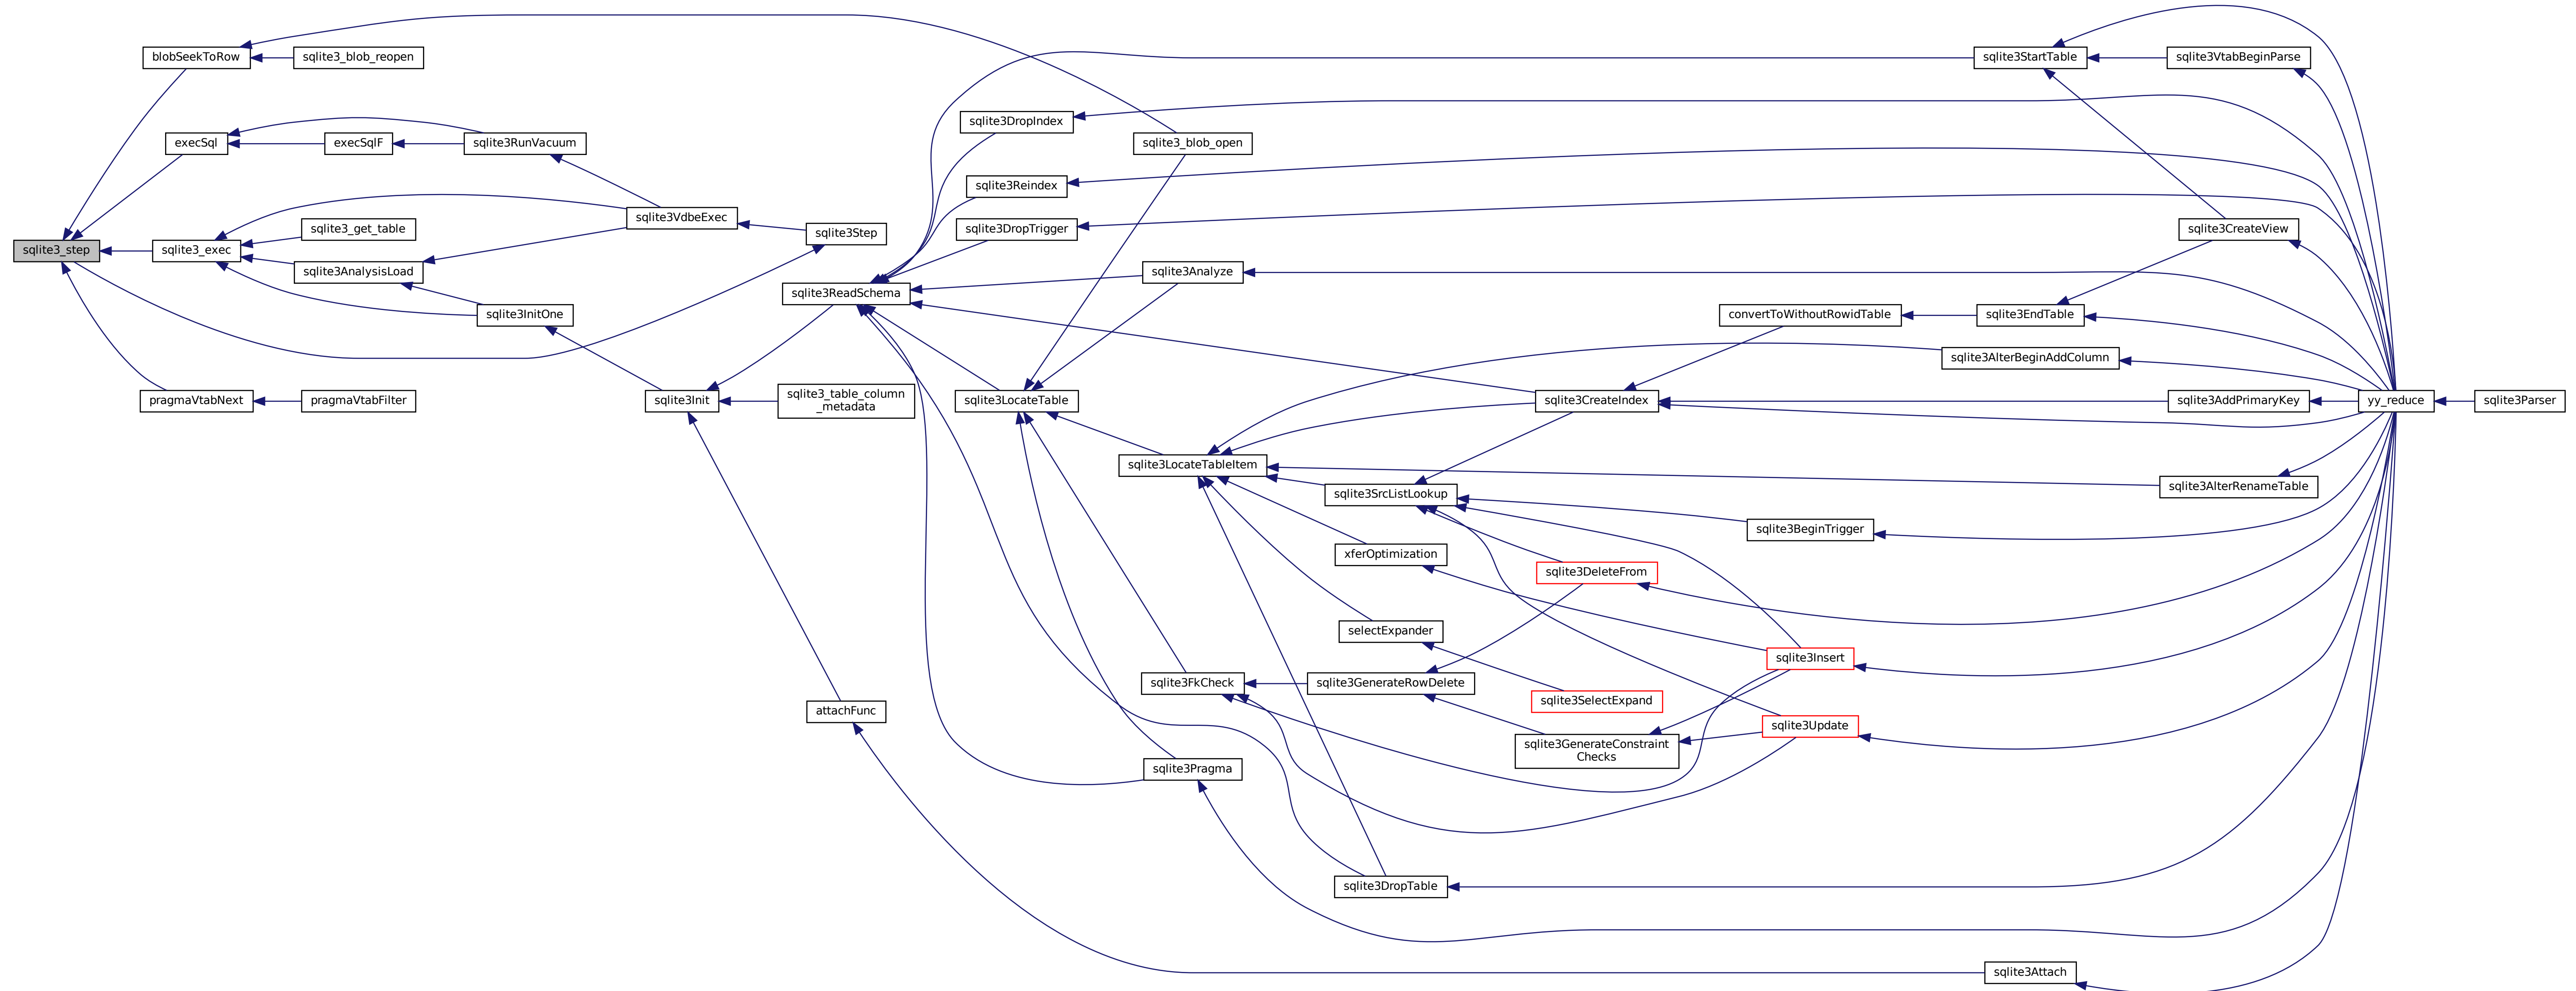 blobSeekToRow
sqlite3_blob_reopen
sqlite3StartTable
sqlite3VtabBeginParse
sqlite3DropIndex
execSql
execSqlF
sqlite3RunVacuum
sqlite3_blob_open
sqlite3Reindex
sqlite3VdbeExec
sqlite3_get_table
sqlite3DropTrigger
sqlite3CreateView
sqlite3Step
sqlite3_step
sqlite3_exec
sqlite3AnalysisLoad
sqlite3Analyze
sqlite3ReadSchema
sqlite3InitOne
convertToWithoutRowidTable
sqlite3EndTable
sqlite3AlterBeginAddColumn
pragmaVtabNext
pragmaVtabFilter
sqlite3Init
sqlite3_table_column
_metadata
sqlite3LocateTable
sqlite3CreateIndex
sqlite3AddPrimaryKey
yy_reduce
sqlite3Parser
sqlite3LocateTableItem
sqlite3AlterRenameTable
sqlite3SrcListLookup
sqlite3BeginTrigger
xferOptimization
sqlite3DeleteFrom
selectExpander
sqlite3Insert
sqlite3FkCheck
sqlite3GenerateRowDelete
sqlite3SelectExpand
attachFunc
sqlite3Update
sqlite3GenerateConstraint
Checks
sqlite3Pragma
sqlite3DropTable
sqlite3Attach